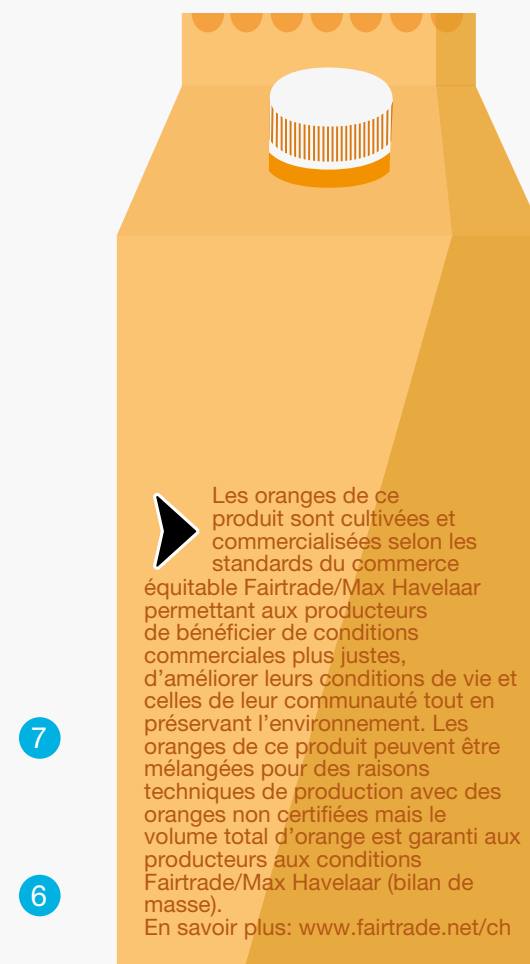 Les oranges de ce
produit sont cultivées et
commercialisées selon les
standards du commerce
équitable Fairtrade/Max Havelaar
permettant aux producteurs
de bénéficier de conditions
commerciales plus justes,
d’améliorer leurs conditions de vie et
celles de leur communauté tout en
préservant l’environnement. Les
oranges de ce produit peuvent être
mélangées pour des raisons
techniques de production avec des
oranges non certifiées mais le
volume total d’orange est garanti aux
producteurs aux conditions
Fairtrade/Max Havelaar (bilan de
masse).
En savoir plus: www.fairtrade.net/ch
7
6